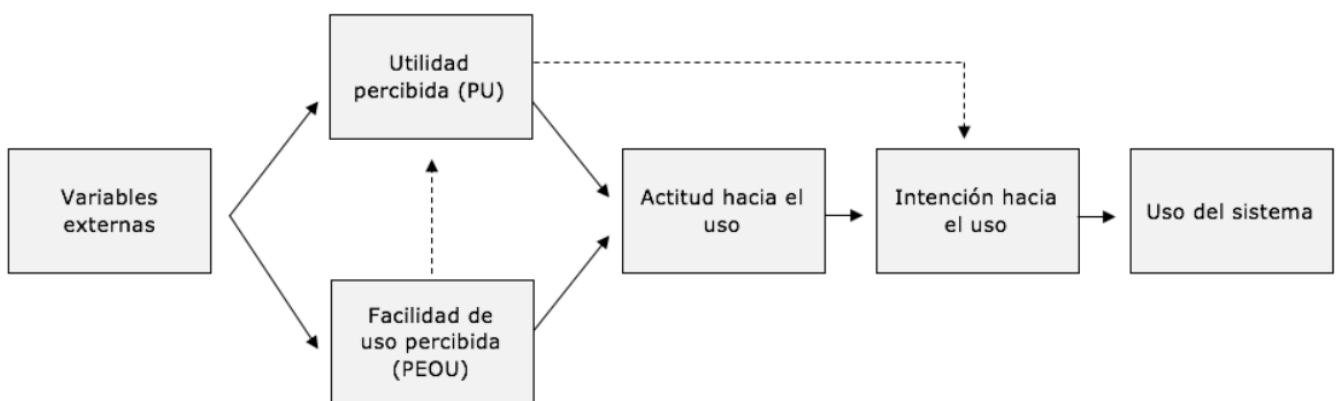 Utilidad
percibida (PU)
Variables
externas
Facilidad de
uso percibida
(PEOU)
Actitud hacia el
uso
Intención hacia
el uso
Uso del sistema